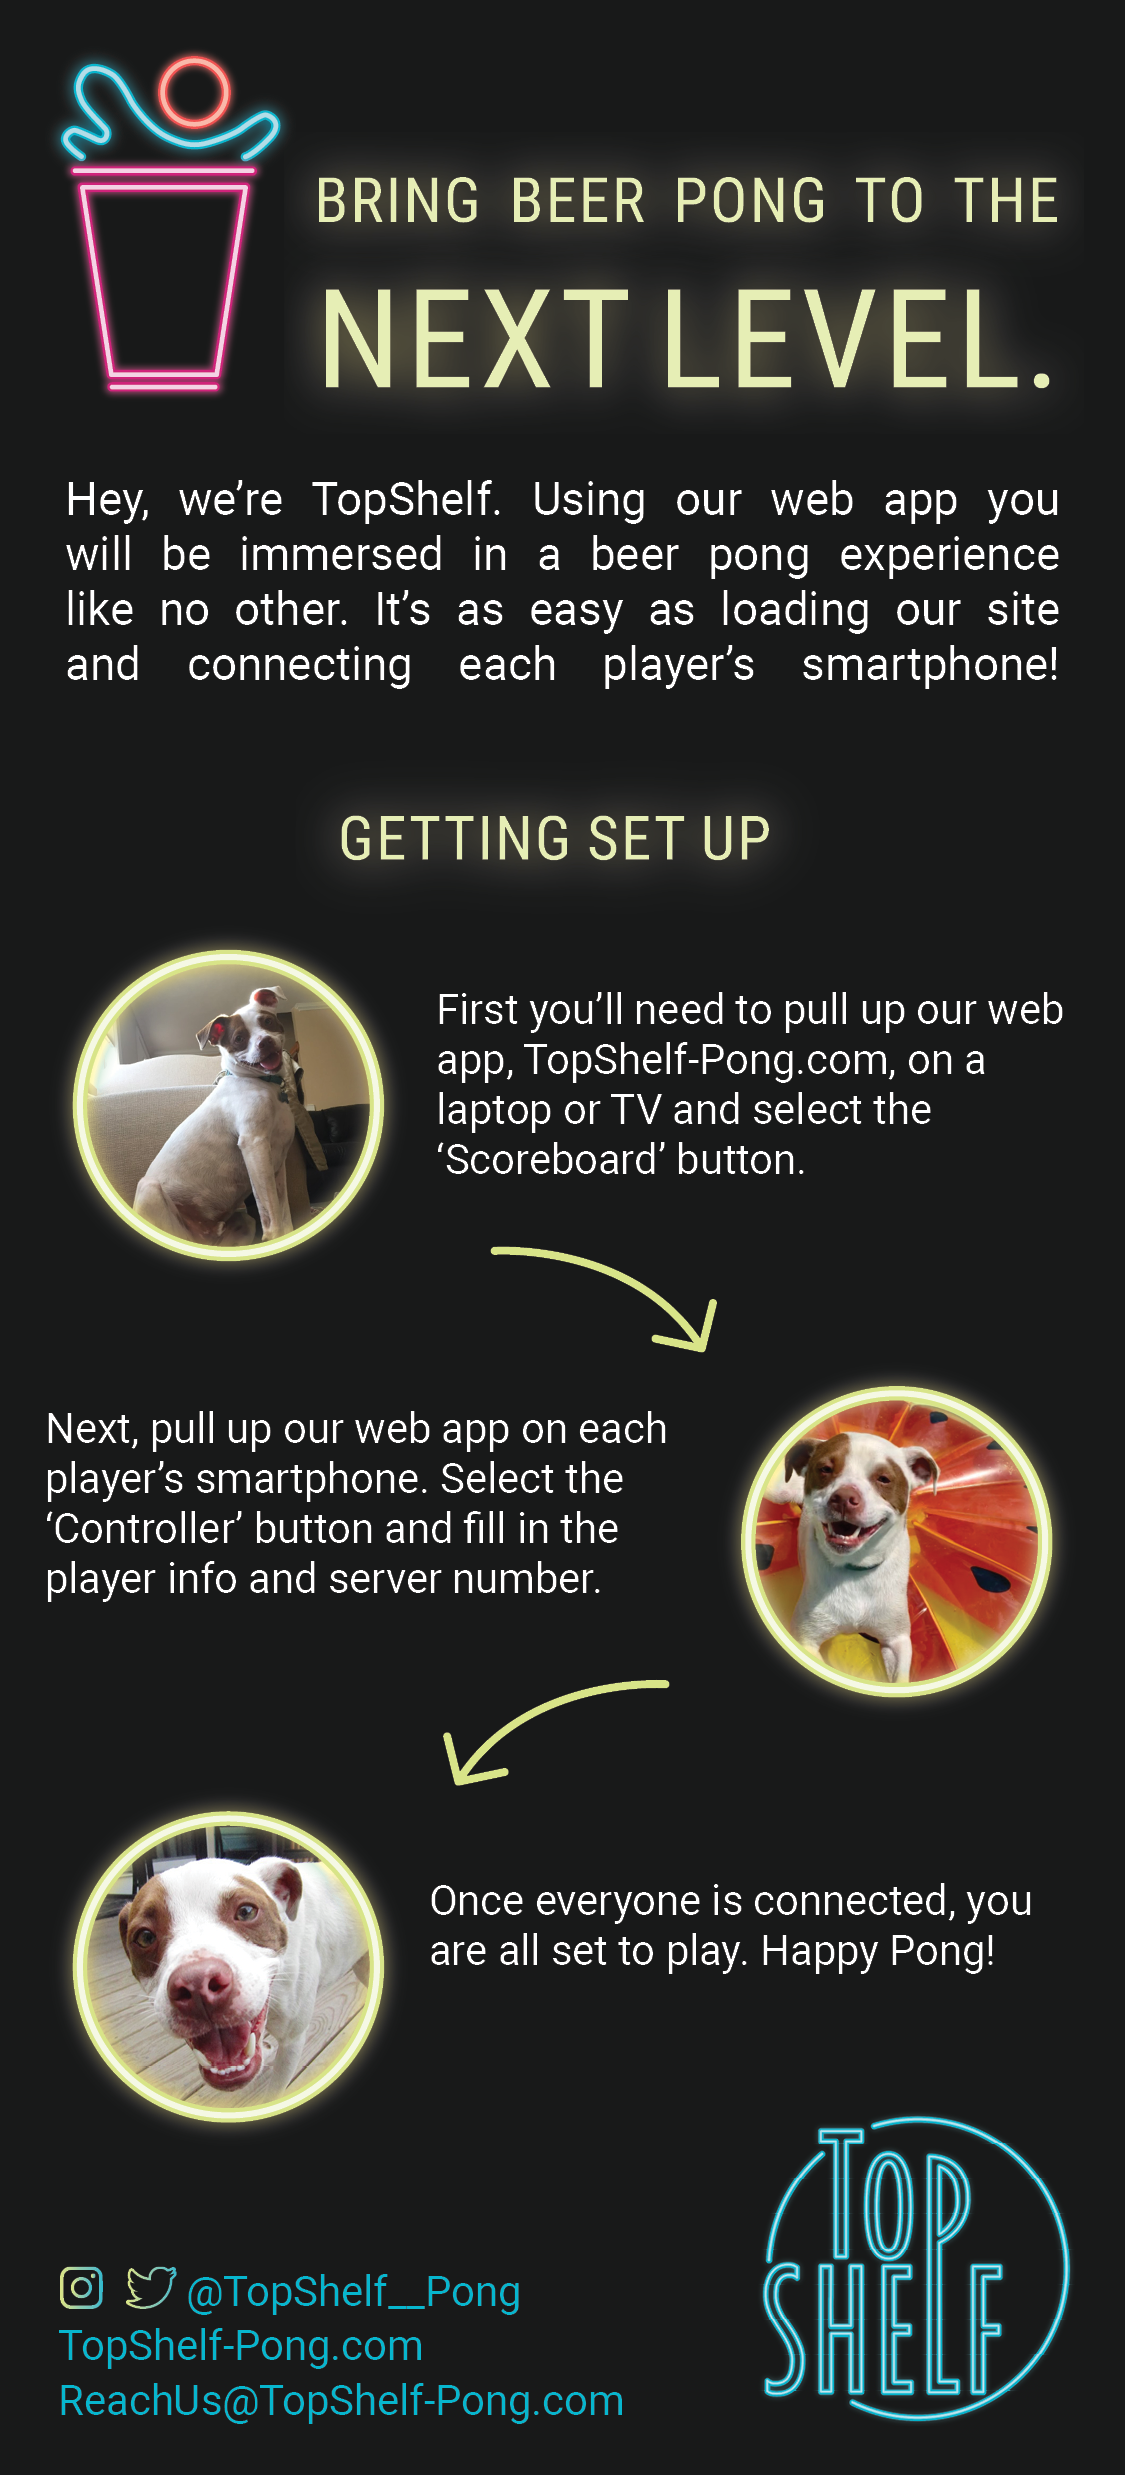 BRING BEER PONG TO THE
NEXT LEVEL.
Hey, we’re TopShelf. Using our web app you
will be immersed in a beer pong experience
like no other. It’s as easy as loading our site
and connecting each player’s smartphone!
GETTING SET UP
First you’ll need to pull up our web
app, TopShelf-Pong.com, on a
laptop or TV and select the
‘Scoreboard’ button.
Next, pull up our web app on each
player’s smartphone. Select the
‘Controller’ button and fill in the
player info and server number.
Once everyone is connected, you
are all set to play. Happy Pong!
@TopShelf__Pong
TopShelf-Pong.com
ReachUs@TopShelf-Pong.com
TOP
SHELF